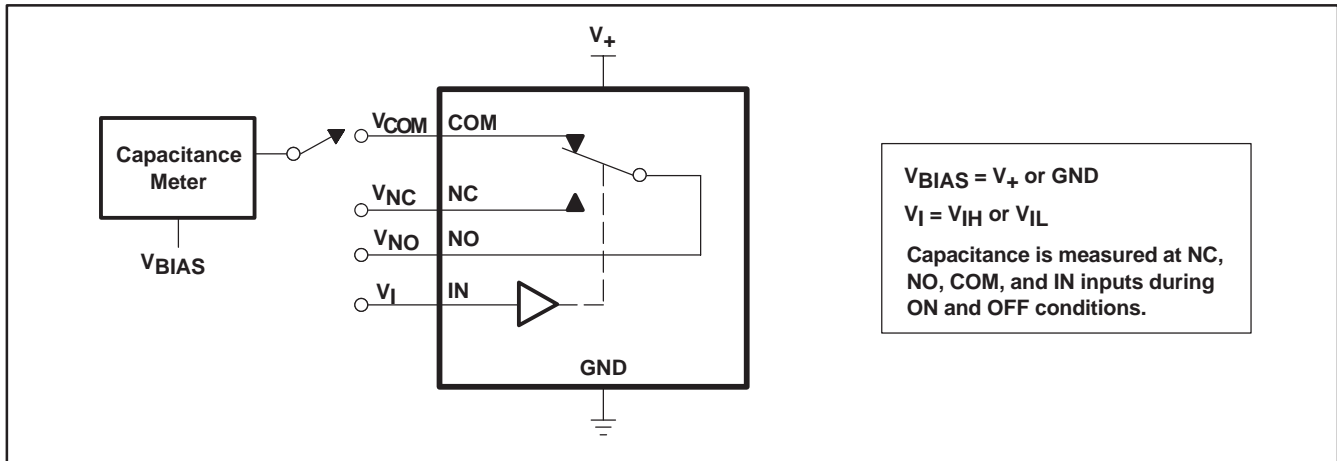 V+
Capacitance
Meter
VBIAS
VCOM COM
VNC NC
VNO NO
VI IN
GND
VBIAS = V+ or GND
VI = VIH or VIL
Capacitance is measured at NC,
NO, COM, and IN inputs during
ON and OFF conditions.